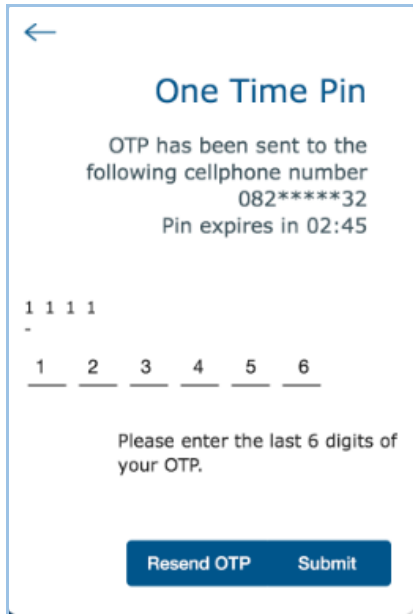 One Time Pin
OTP has been sent to the
following cellphone number
082*****32
Pin expires in 02:45
1 1 1 1
-
1 2 3 4 5 6
Please enter the last 6 digits of
your OTP.
Resend OTP Submit